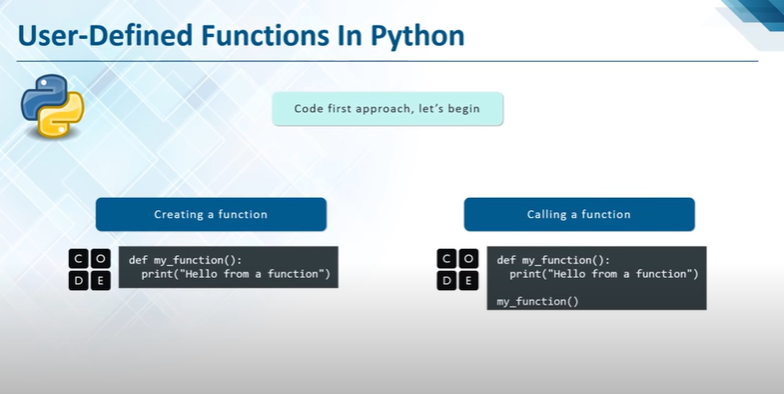 User-Defined Functions In Python
Code first approach, let's begin
Creating a function
C O
D E
def my_function():
  print("Hello from a function")
Calling a function
C O
D E
def my_function():
  print("Hello from a function")
my_function()